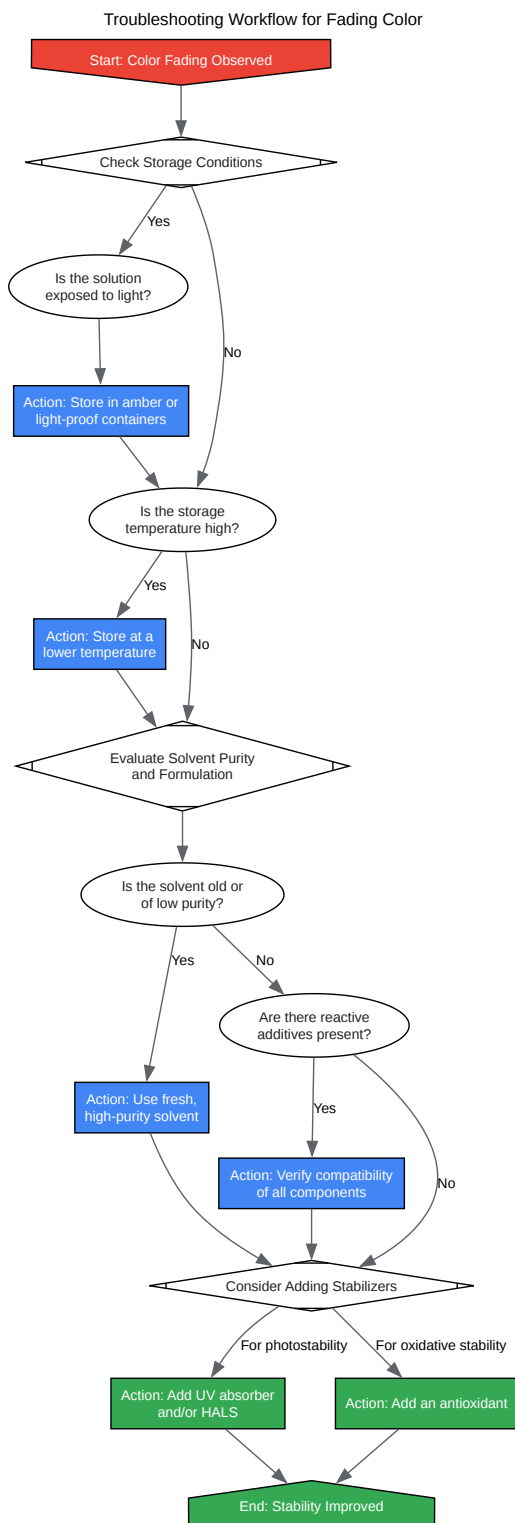 Troubleshooting Workflow for Fading Color
Start: Color Fading Observed
Check Storage Conditions
Yes
Is the solution
exposed to light?
No
Action: Store in amber or
light-proof containers
Is the storage
temperature high?
Yes
Action: Store at a
lower temperature
No
Evaluate Solvent Purity
and Formulation
Is the solvent old or
of low purity?
Yes
No
Are there reactive
additives present?
Action: Use fresh,
high-purity solvent
Yes
Action: Verify compatibility
of all components
No
Consider Adding Stabilizers
For photostability
For oxidative stability
Action: Add UV absorber
and/or HALS
Action: Add an antioxidant
End: Stability Improved